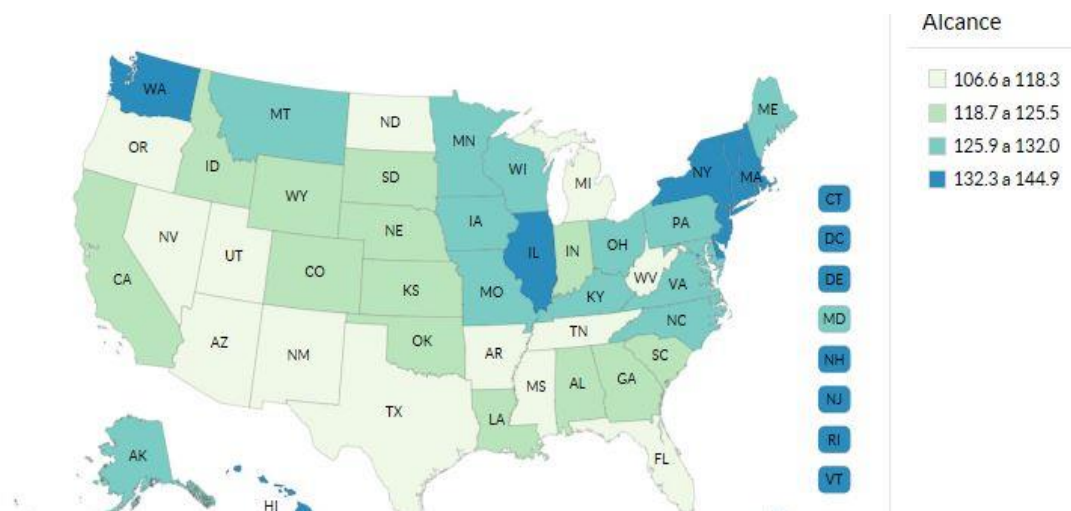 Alcance
106.6 a 118.3
118.7 a 125.5
125.9 a 132.0
132.3 a 144.9
WA
MT
ND
MN
ME
OR
ID
SD
WI
MI
NY
MA
WY
IA
PA
NV
NE
IL
IN
OH
UT
CO
WV
VA
CA
KS
MO
KY
NC
AZ
NM
OK
AR
TN
SC
MS
AL
GA
TX
LA
FL
AK
HI
CT
DC
DE
MD
NH
NJ
RI
VT